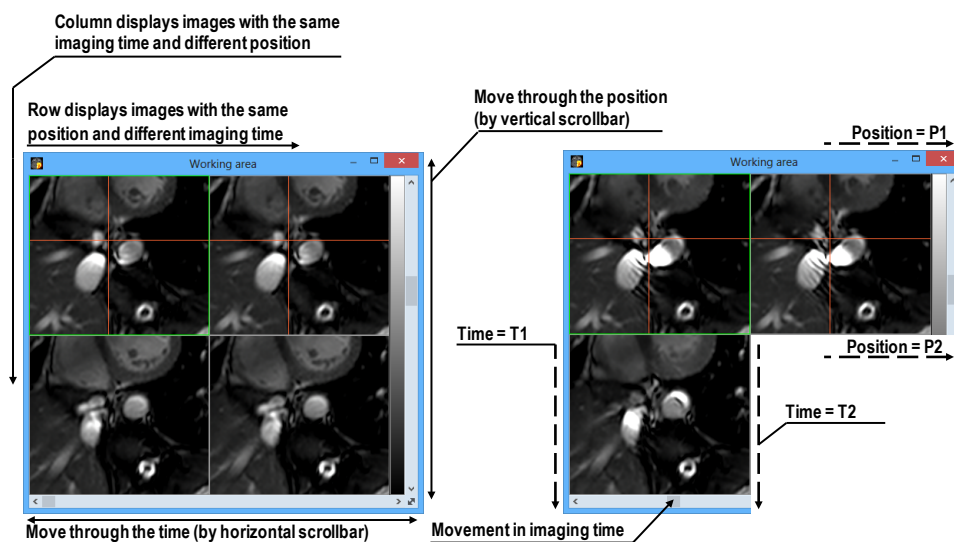 Column displays images with the same
imaging time and different position
Row displays images with the same
position and different imaging time
Move through the position
(by vertical scrollbar)
Position = P1
Working area
Working area
Time = T1
Position = P2
Time = T2
Move through the time (by horizontal scrollbar)
Movement in imaging time